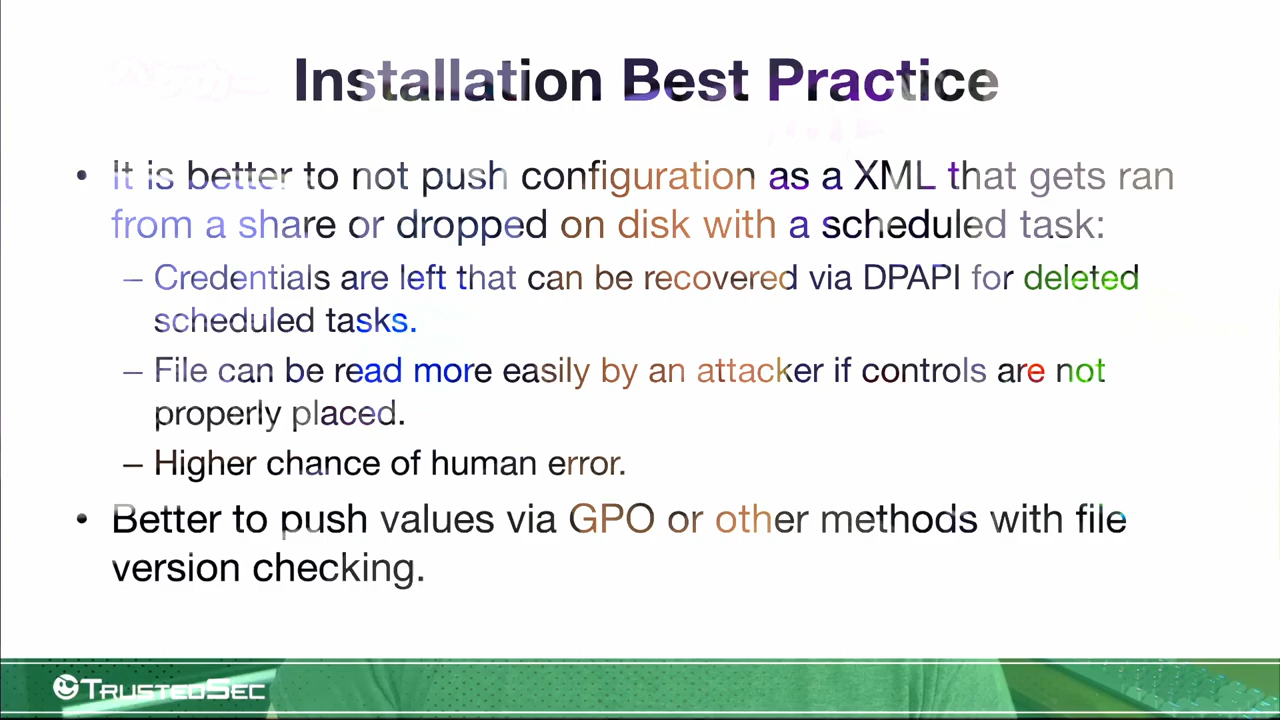 Installation Best Practice
• It is better to not push configuration as a XML that gets ran
from a share or dropped on disk with a scheduled task:
– Credentials are left that can be recovered via DPAPI for deleted
scheduled tasks.
– File can be read more easily by an attacker if controls are not
properly placed.
– Higher chance of human error.
• Better to push values via GPO or other methods with file
version checking.
TRUSTEDSEC